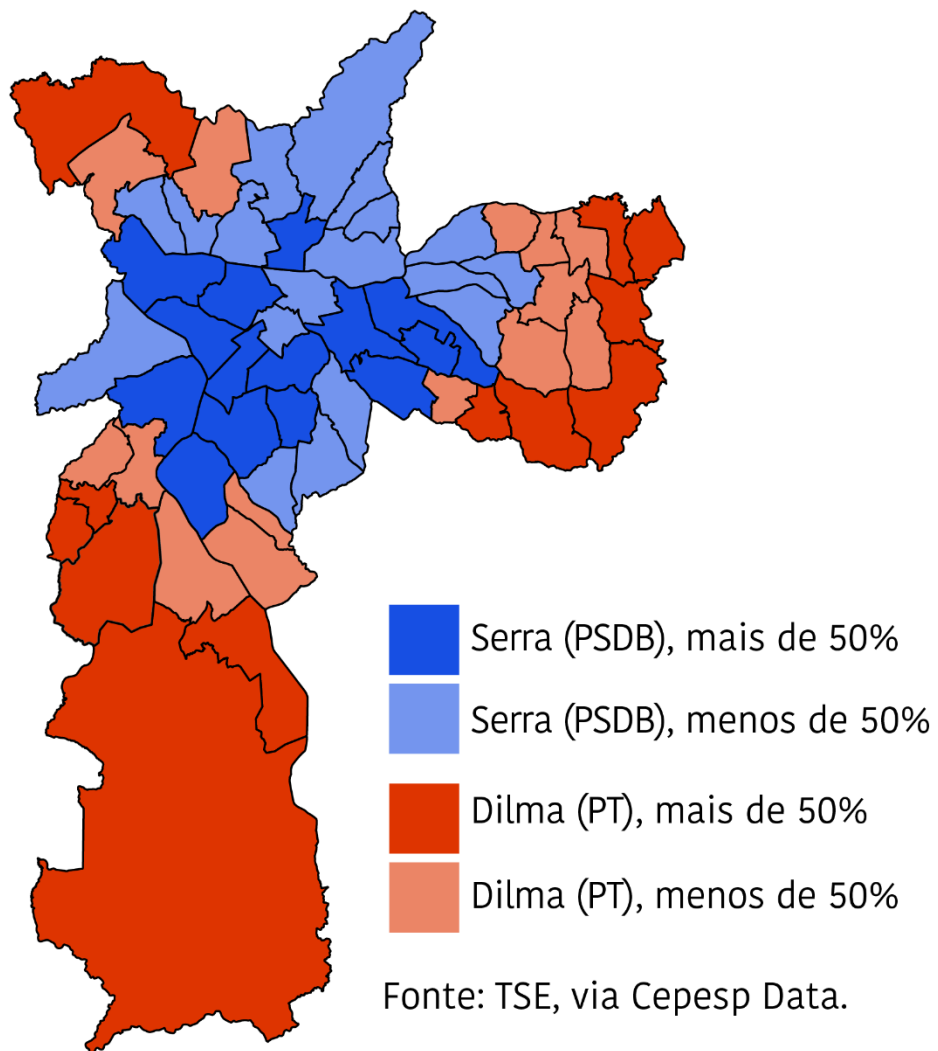 Serra (PSDB), mais de 50%
Serra (PSDB), menos de 50%
Dilma (PT), mais de 50%
Dilma (PT), menos de 50%
Fonte: TSE, via Cepesp Data.